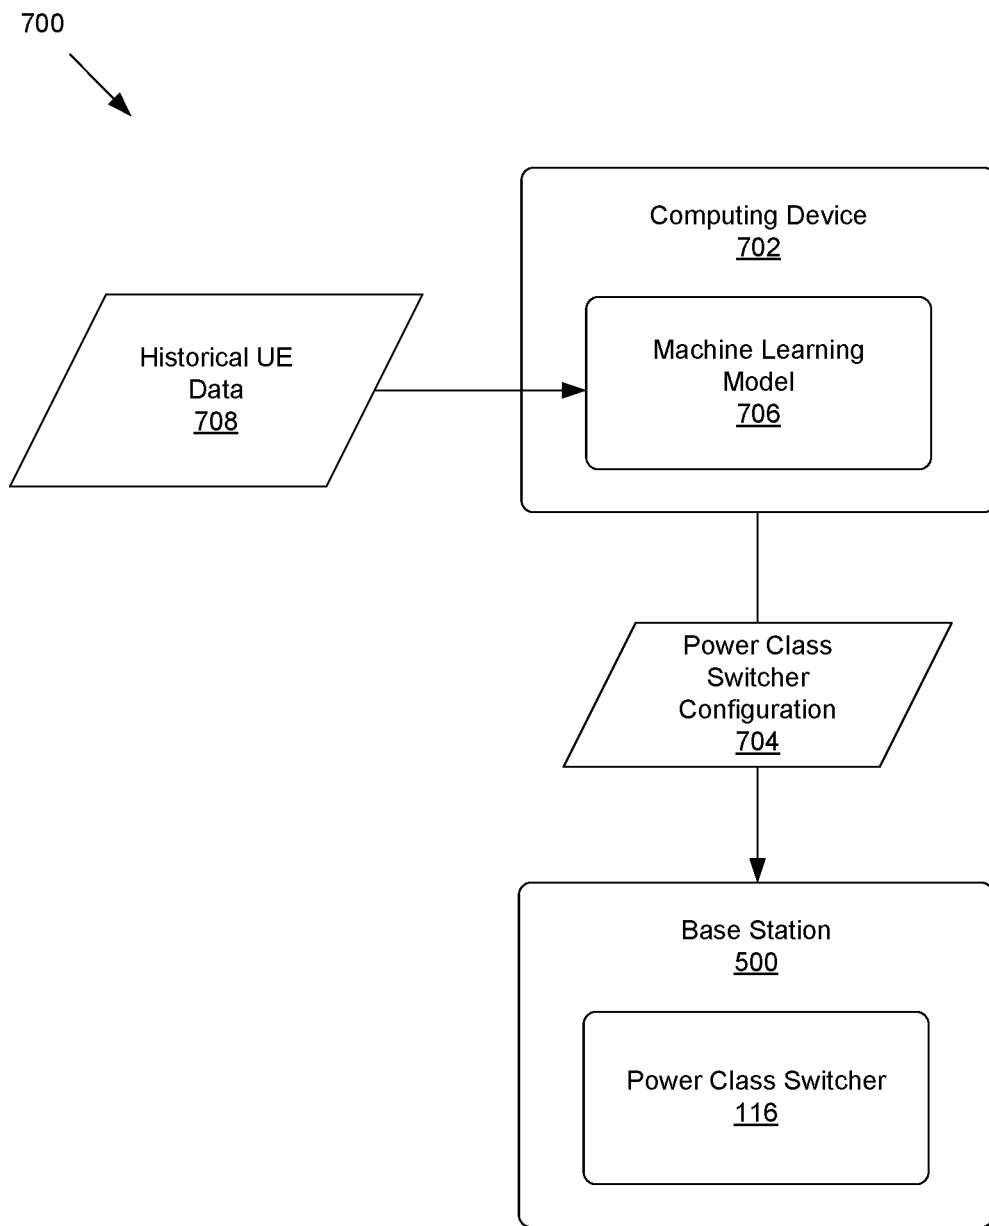 700
Computing Device
702
Historical UE
Data
708
Machine Learning
Model
706
Power Class
Switcher
Configuration
704
Base Station
500
Power Class Switcher
116